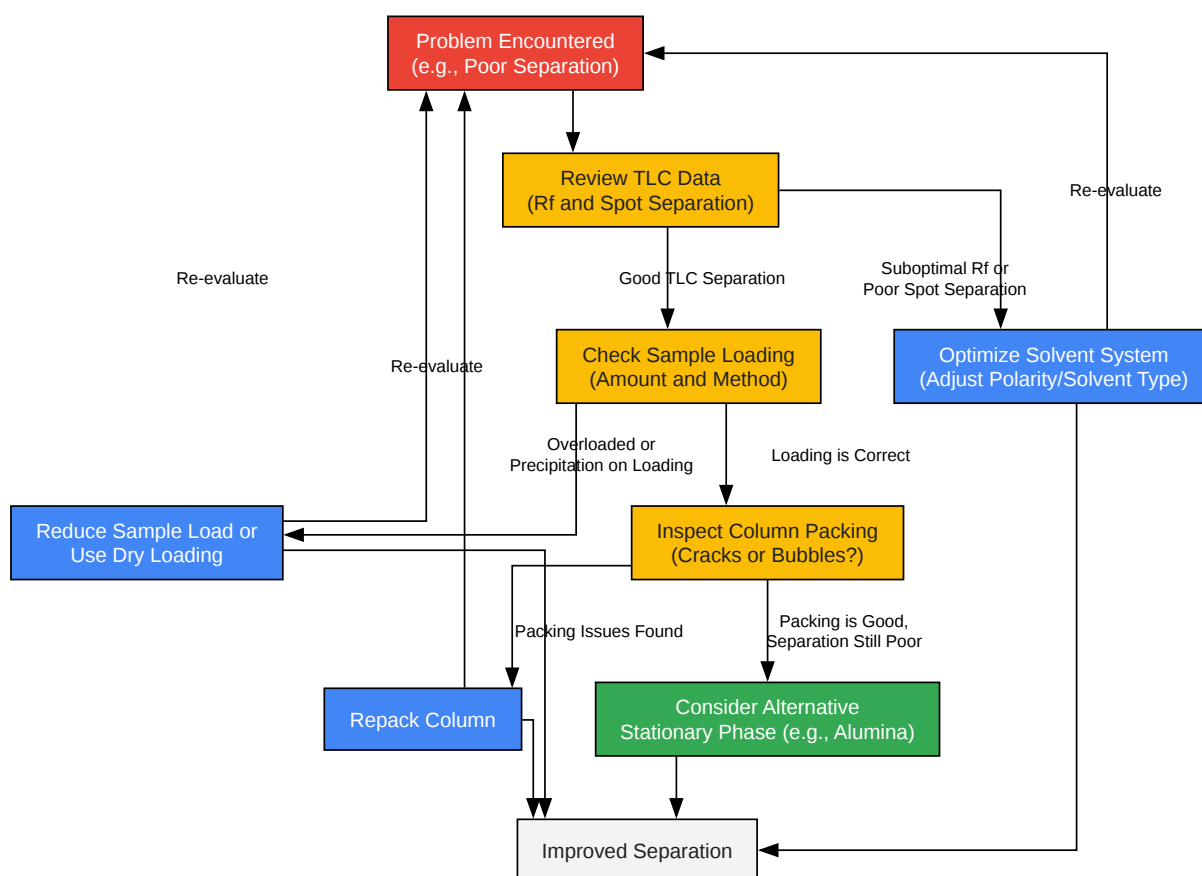 Problem Encountered
(e.g., Poor Separation)
Review TLC Data
(Rf and Spot Separation)
Re-evaluate
Re-evaluate
Good TLC Separation
Suboptimal Rf or
Poor Spot Separation
Check Sample Loading
(Amount and Method)
Optimize Solvent System
(Adjust Polarity/Solvent Type)
Re-evaluate
Overloaded or
Precipitation on Loading
Loading is Correct
Reduce Sample Load or
Use Dry Loading
Inspect Column Packing
(Cracks or Bubbles?)
Packing Issues Found
Packing is Good,
Separation Still Poor
Repack Column
Consider Alternative
Stationary Phase (e.g., Alumina)
Improved Separation